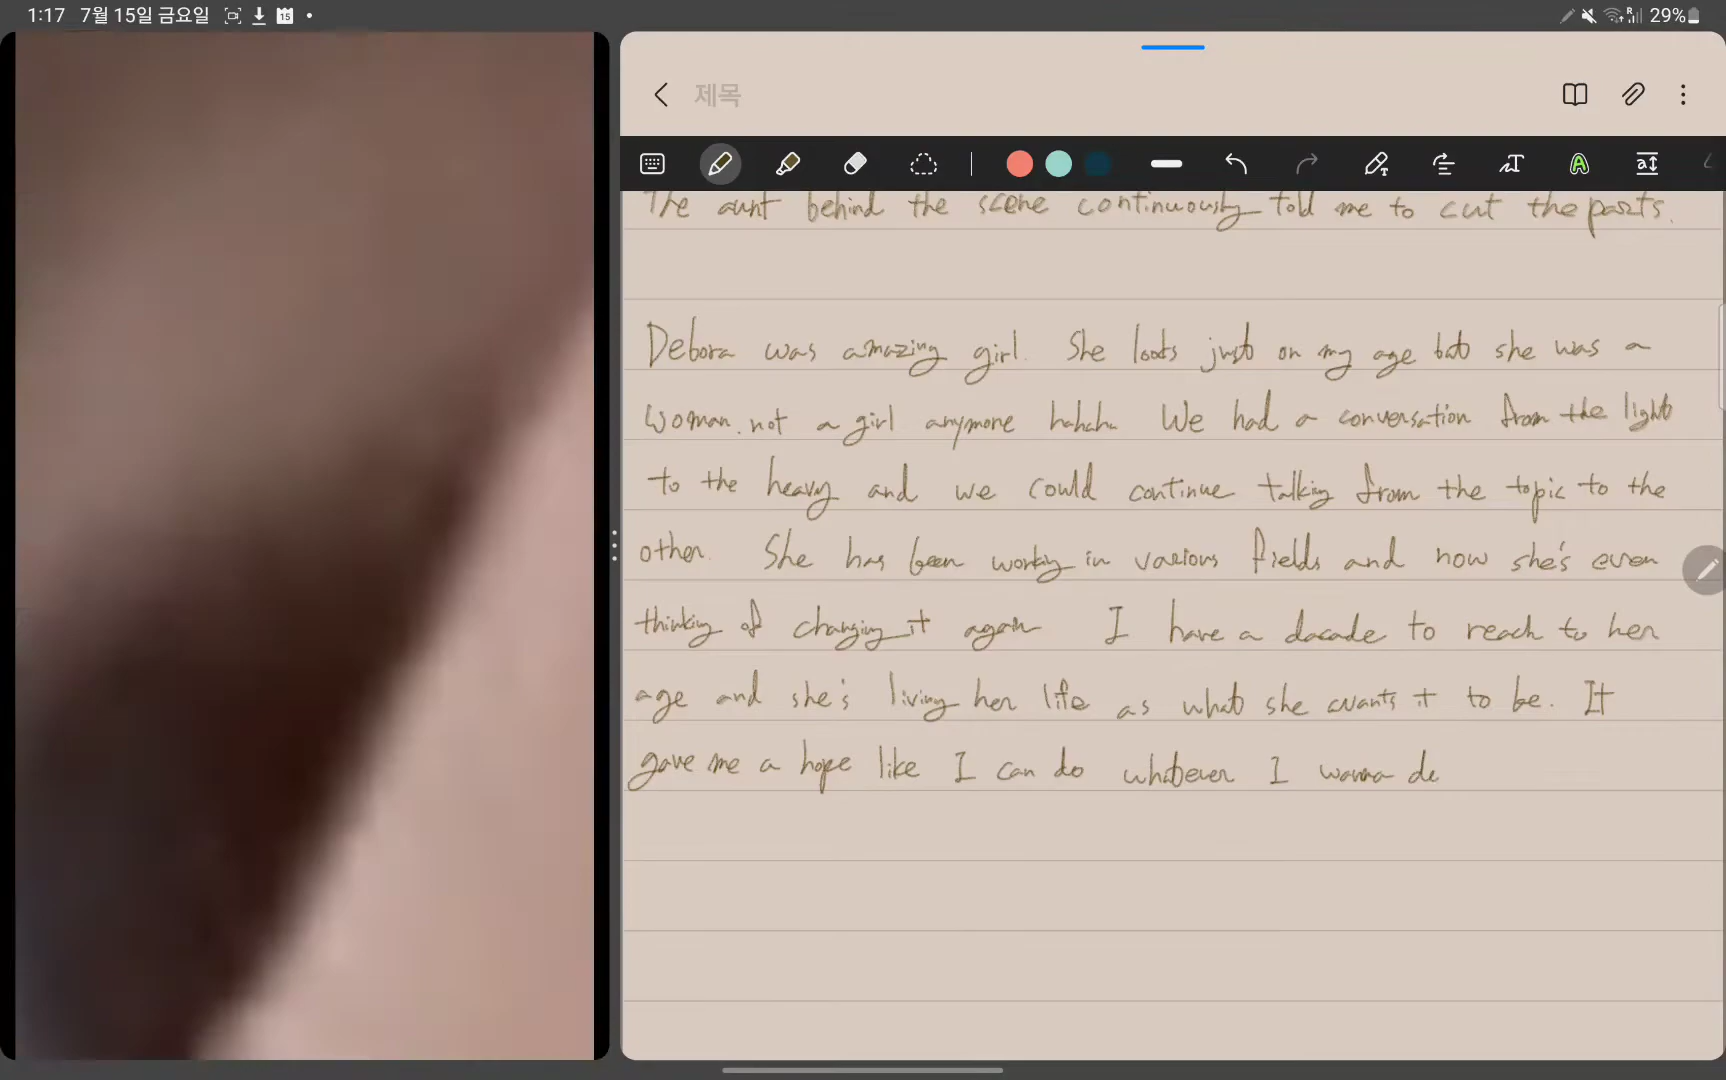 1:17 7월 15일 금요일 15
R 29%
제목
The aunt behind the scene continuously told me to cut the parts.
Debora was amazing girl. She looks just on my age but she was a
woman. not a girl anymore hahaha We had a conversation from the light
to the heavy and we could continue talking from the topic to the
other. She has been working in various fields and now she's even
thinking of changing it again I have a dacade to reach to her
age and she's living her life as what she wants it to be. It
gave me a hope like I can do whatever I wanna do